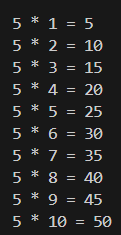 5 * 1 = 5
5 * 2 = 10
5 * 3 = 15
5 * 4 = 20
5 * 5 = 25
5 * 6 = 30
5 * 7 = 35
5 * 8 = 40
5 * 9 = 45
5 * 10 = 50